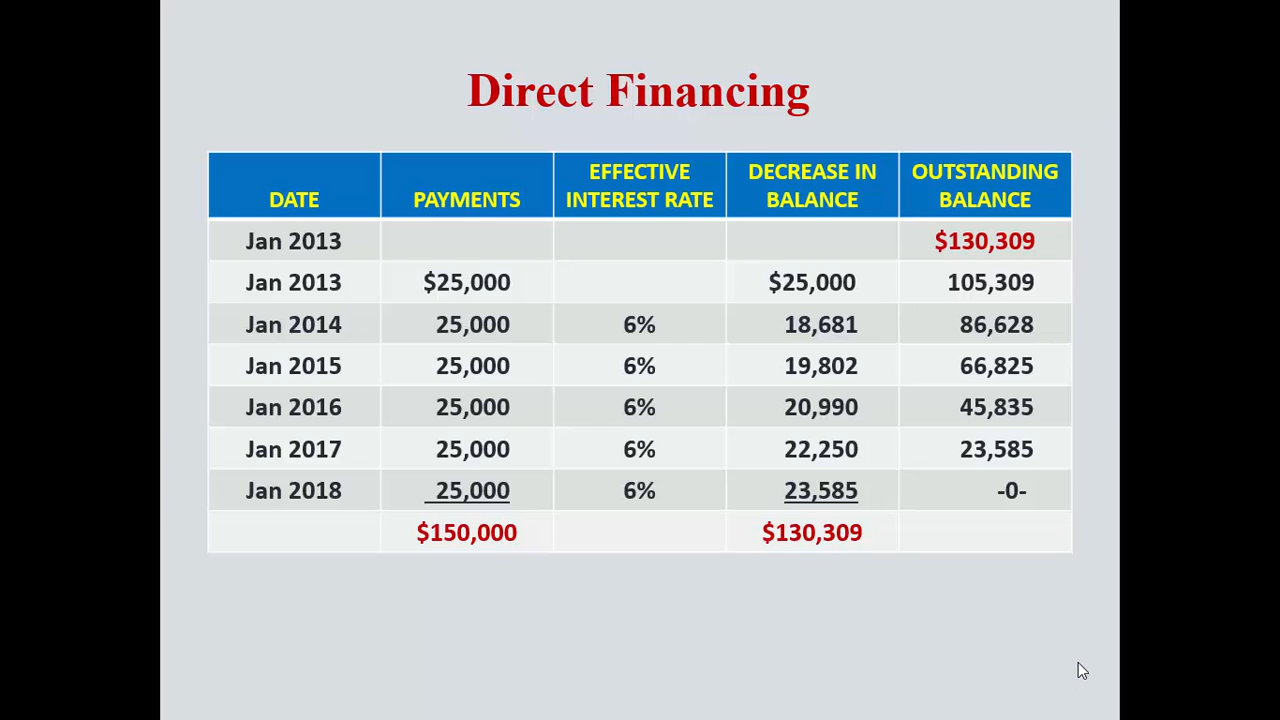 Direct Financing
DATE PAYMENTS EFFECTIVE INTEREST RATE DECREASE IN BALANCE OUTSTANDING BALANCE
Jan 2013 $130,309
Jan 2013 $25,000 $25,000 105,309
Jan 2014 25,000 6% 18,681 86,628
Jan 2015 25,000 6% 19,802 66,825
Jan 2016 25,000 6% 20,990 45,835
Jan 2017 25,000 6% 22,250 23,585
Jan 2018 25,000 6% 23,585 -0-
$150,000 $130,309